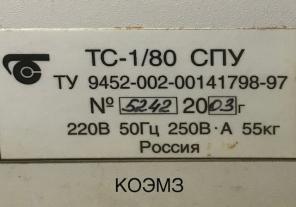 ТС-1/80 СПУ
ТУ 9452-002-00141798-97
№ 5242 2003г
220В 50Гц 250В·А 55кг
Россия
КОЭМЗ